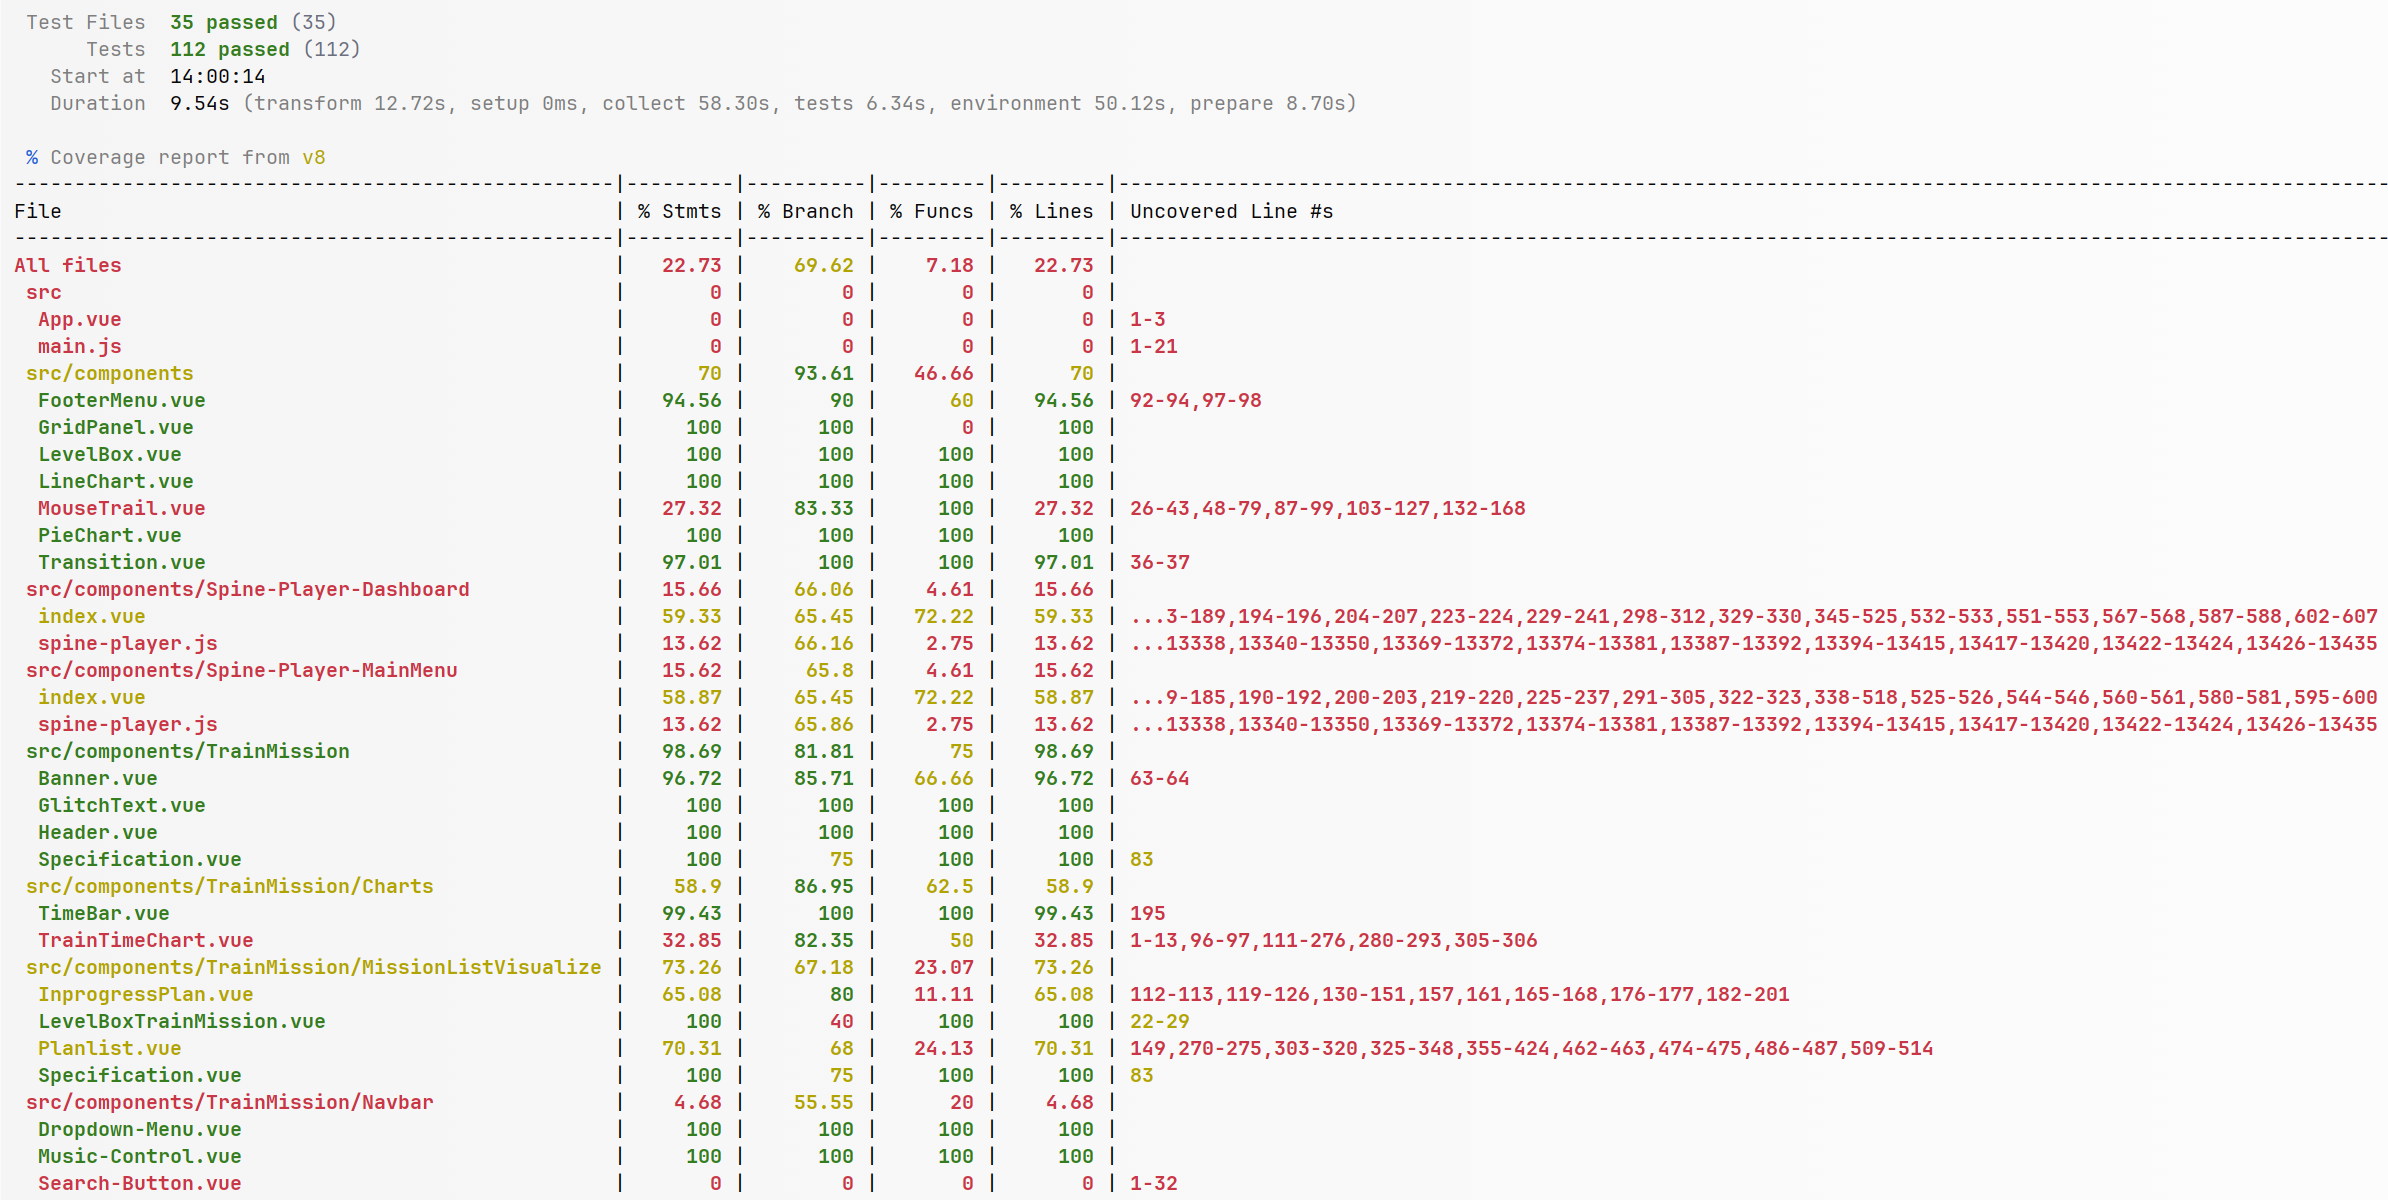 Test Files  35 passed (35)
Tests  112 passed (112)
Start at  14:00:14
Duration  9.54s (transform 12.72s, setup 0ms, collect 58.30s, tests 6.34s, environment 50.12s, prepare 8.70s)
% Coverage report from v8
File | % Stmts | % Branch | % Funcs | % Lines | Uncovered Line #s
All files | 22.73 | 69.62 | 7.18 | 22.73 |
src | 0 | 0 | 0 | 0 |
App.vue | 0 | 0 | 0 | 0 | 1-3
main.js | 0 | 0 | 0 | 0 | 1-21
src/components | 70 | 93.61 | 46.66 | 70 |
FooterMenu.vue | 94.56 | 90 | 60 | 94.56 | 92-94,97-98
GridPanel.vue | 100 | 100 | 0 | 100 |
LevelBox.vue | 100 | 100 | 100 | 100 |
LineChart.vue | 100 | 100 | 100 | 100 |
MouseTrail.vue | 27.32 | 83.33 | 100 | 27.32 | 26-43,48-79,87-99,103-127,132-168
PieChart.vue | 100 | 100 | 100 | 100 |
Transition.vue | 97.01 | 100 | 100 | 97.01 | 36-37
src/components/Spine-Player-Dashboard | 15.66 | 66.06 | 4.61 | 15.66 |
index.vue | 59.33 | 65.45 | 72.22 | 59.33 | ...3-189,194-196,204-207,223-224,229-241,298-312,329-330,345-525,532-533,551-553,567-568,587-588,602-607
spine-player.js | 13.62 | 66.16 | 2.75 | 13.62 | ...13338,13340-13350,13369-13372,13374-13381,13387-13392,13394-13415,13417-13420,13422-13424,13426-13435
src/components/Spine-Player-MainMenu | 15.62 | 65.8 | 4.61 | 15.62 |
index.vue | 58.87 | 65.45 | 72.22 | 58.87 | ...9-185,190-192,200-203,219-220,225-237,291-305,322-323,338-518,525-526,544-546,560-561,580-581,595-600
spine-player.js | 13.62 | 65.86 | 2.75 | 13.62 | ...13338,13340-13350,13369-13372,13374-13381,13387-13392,13394-13415,13417-13420,13422-13424,13426-13435
src/components/TrainMission | 98.69 | 81.81 | 75 | 98.69 |
Banner.vue | 96.72 | 85.71 | 66.66 | 96.72 | 63-64
GlitchText.vue | 100 | 100 | 100 | 100 |
Header.vue | 100 | 100 | 100 | 100 |
Specification.vue | 100 | 75 | 100 | 100 | 83
src/components/TrainMission/Charts | 58.9 | 86.95 | 62.5 | 58.9 |
TimeBar.vue | 99.43 | 100 | 100 | 99.43 | 195
TrainTimeChart.vue | 32.85 | 82.35 | 50 | 32.85 | 1-13,96-97,111-276,280-293,305-306
src/components/TrainMission/MissionListVisualize | 73.26 | 67.18 | 23.07 | 73.26 |
InprogressPlan.vue | 65.08 | 80 | 11.11 | 65.08 | 112-113,119-126,130-151,157,161,165-168,176-177,182-201
LevelBoxTrainMission.vue | 100 | 40 | 100 | 100 | 22-29
Planlist.vue | 70.31 | 68 | 24.13 | 70.31 | 149,270-275,303-320,325-348,355-424,462-463,474-475,486-487,509-514
Specification.vue | 100 | 75 | 100 | 100 | 83
src/components/TrainMission/Navbar | 4.68 | 55.55 | 20 | 4.68 |
Dropdown-Menu.vue | 100 | 100 | 100 | 100 |
Music-Control.vue | 100 | 100 | 100 | 100 |
Search-Button.vue | 0 | 0 | 0 | 0 | 1-32